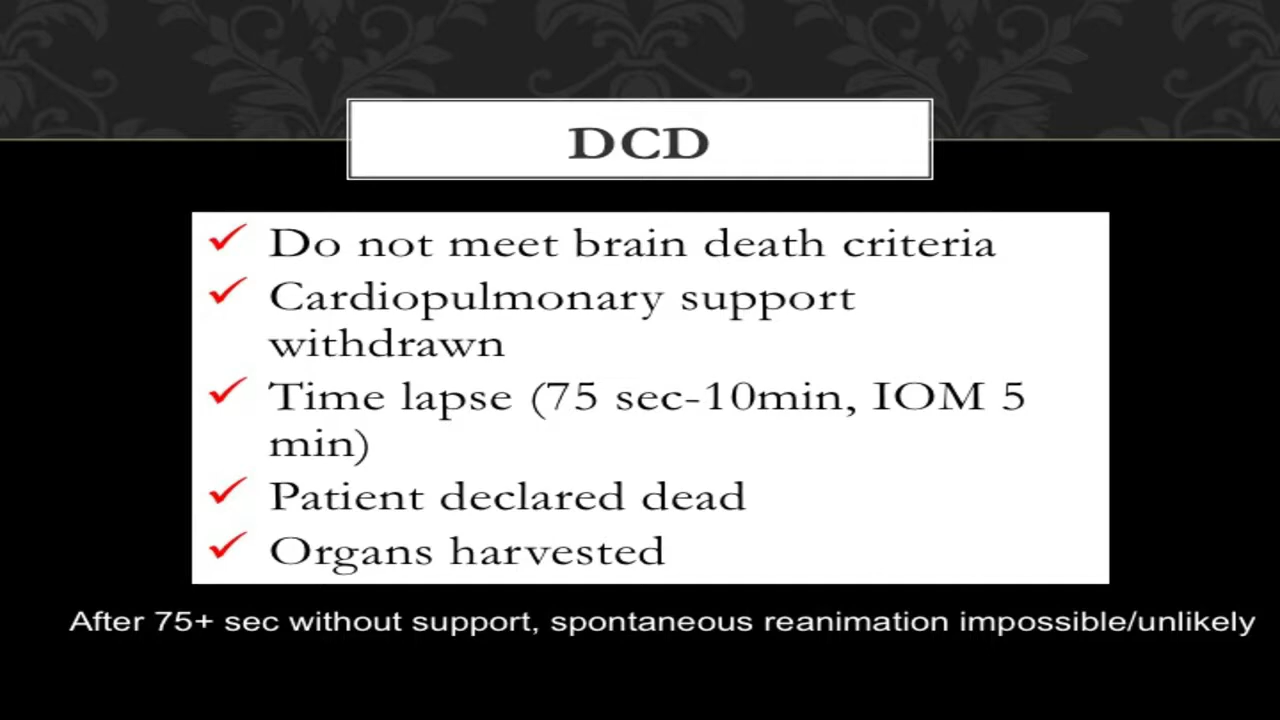 DCD
Do not meet brain death criteria
Cardiopulmonary support
withdrawn
Time lapse (75 sec-10min, IOM 5
min)
Patient declared dead
Organs harvested
After 75+ sec without support, spontaneous reanimation impossible/unlikely